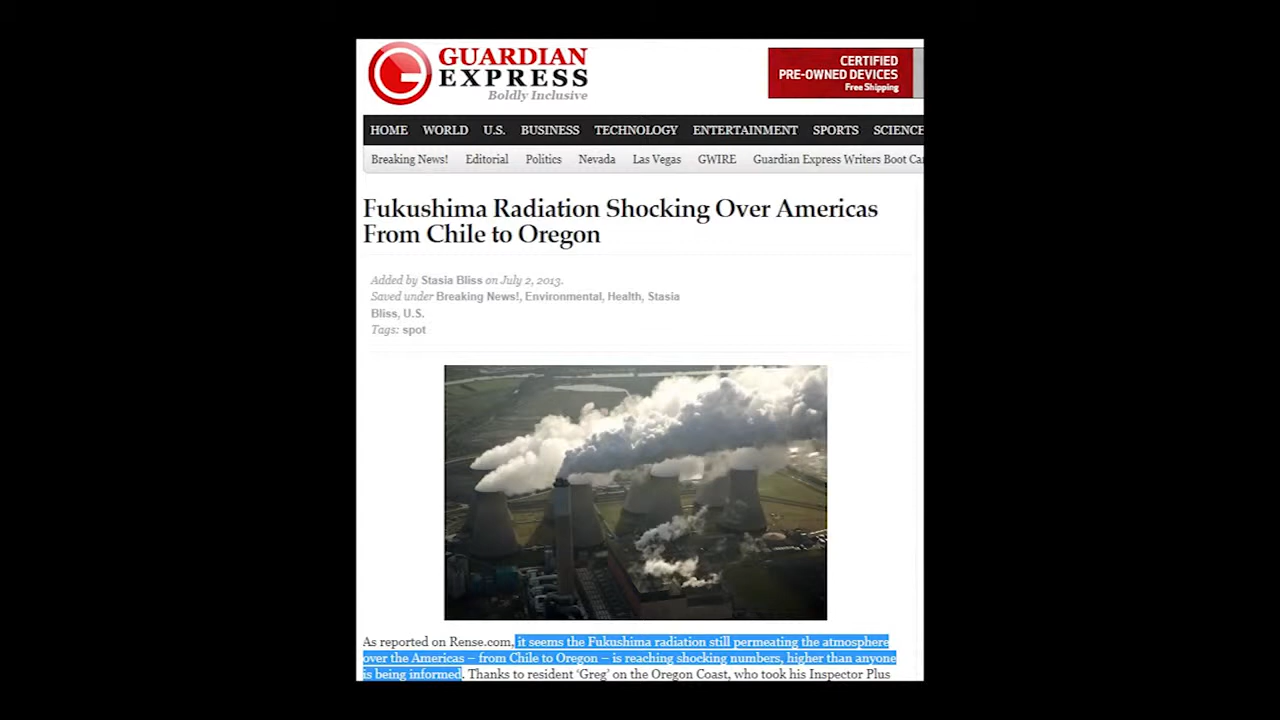 GUARDIAN
EXPRESS
Boldly Inclusive
CERTIFIED
PRE-OWNED DEVICES
Free Shipping
HOME WORLD U.S. BUSINESS TECHNOLOGY ENTERTAINMENT SPORTS SCIENCE
Breaking News! Editorial Politics Nevada Las Vegas GWIRE Guardian Express Writers Boot Ca
Fukushima Radiation Shocking Over Americas
From Chile to Oregon
Added by Stasia Bliss on July 2, 2013.
Saved under Breaking News!, Environmental, Health, Stasia
Bliss, U.S.
Tags: spot
As reported on Rense.com, it seems the Fukushima radiation still permeating the atmosphere
over the Americas – from Chile to Oregon – is reaching shocking numbers, higher than anyone
is being informed. Thanks to resident ‘Greg’ on the Oregon Coast, who took his Inspector Plus